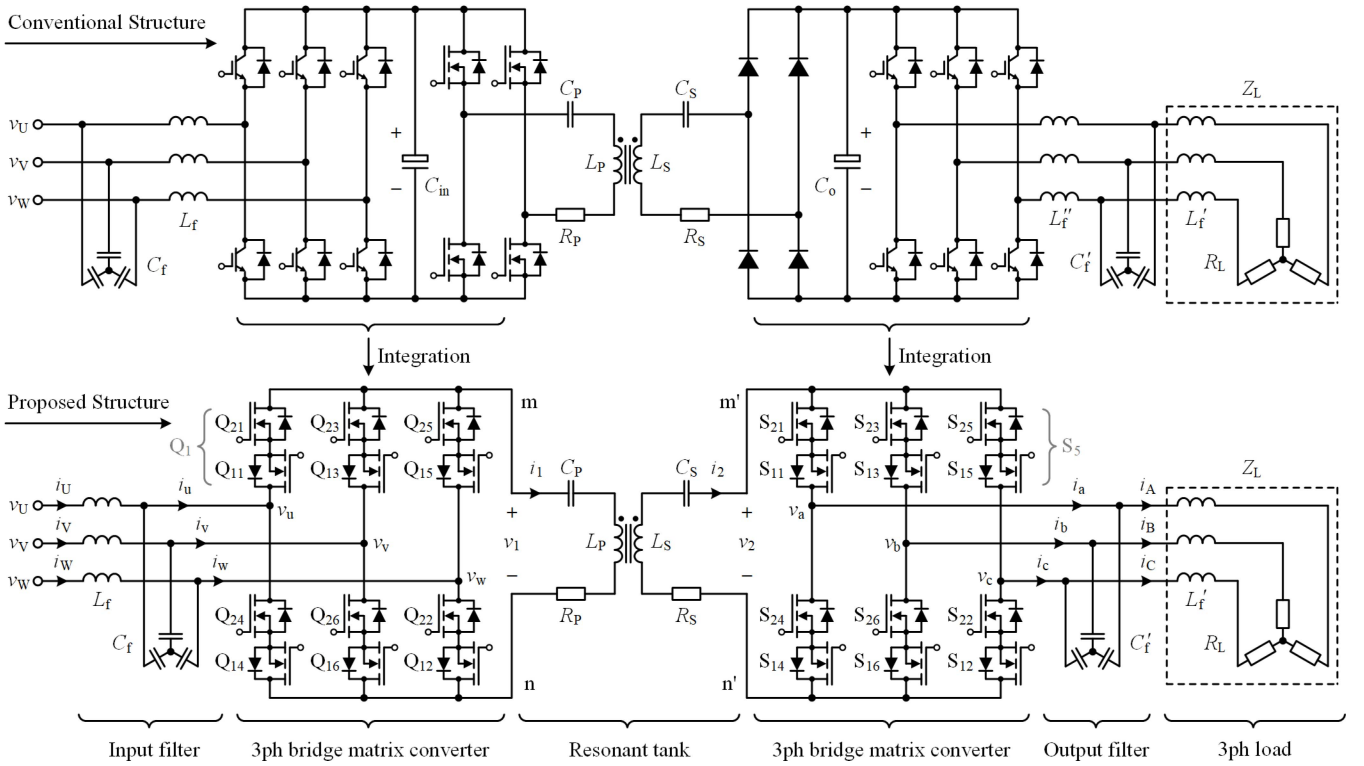 Conventional Structure
v_U
v_V
v_W
L_f
C_f
+
−
C_in
C_P
L_P
R_P
C_S
L_S
R_S
+
−
C_o
L_f''
C_f'
Z_L
L_f'
R_L
Integration
Integration
Proposed Structure
Q_1
Q_21
Q_23
Q_25
Q_11
Q_13
Q_15
m
m'
S_21
S_23
S_25
S_11
S_13
S_15
S_5
v_U
v_V
v_W
i_U
i_V
i_W
i_u
i_v
i_w
v_u
v_v
v_w
L_f
C_f
Q_24
Q_26
Q_22
Q_14
Q_16
Q_12
n
i_1
+
v_1
−
C_P
L_P
R_P
C_S
L_S
R_S
i_2
+
v_2
−
n'
v_a
v_b
v_c
S_24
S_26
S_22
S_14
S_16
S_12
i_a
i_b
i_c
i_A
i_B
i_C
C_f'
Z_L
L_f'
R_L
Input filter
3ph bridge matrix converter
Resonant tank
3ph bridge matrix converter
Output filter
3ph load